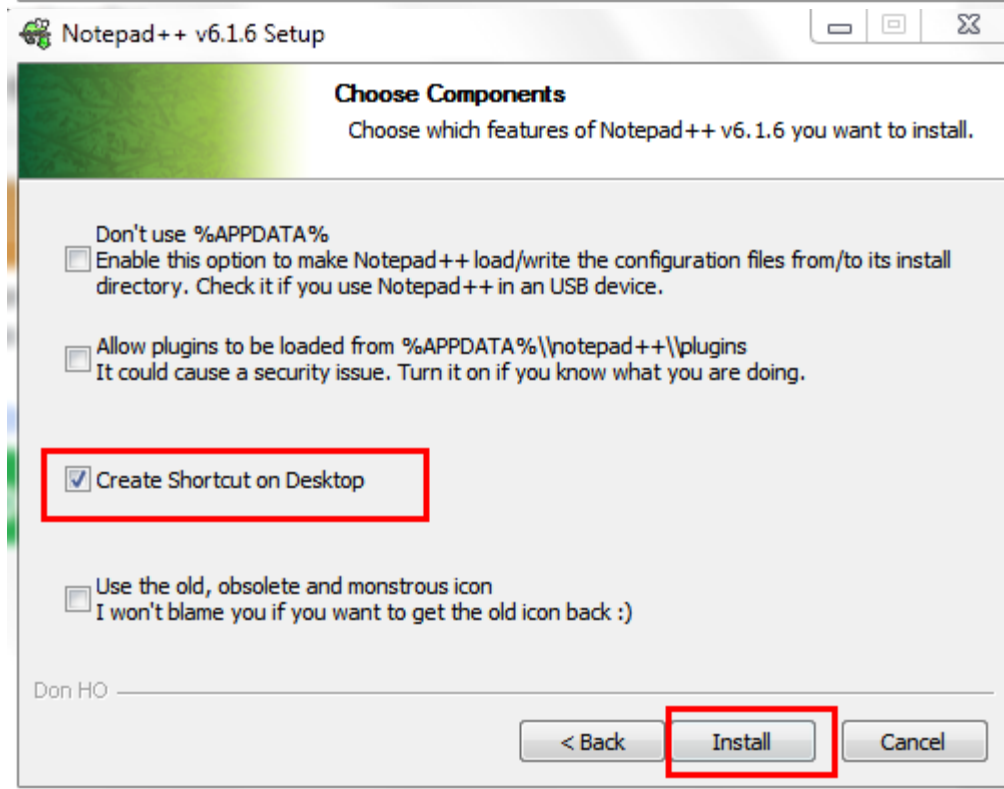 Notepad++ v6.1.6 Setup
Choose Components
Choose which features of Notepad++ v6.1.6 you want to install.
Don't use %APPDATA%
Enable this option to make Notepad++ load/write the configuration files from/to its install
directory. Check it if you use Notepad++ in an USB device.
Allow plugins to be loaded from %APPDATA%\\notepad++\\plugins
It could cause a security issue. Turn it on if you know what you are doing.
Create Shortcut on Desktop
Use the old, obsolete and monstrous icon
I won't blame you if you want to get the old icon back :)
Don HO
< Back Install Cancel